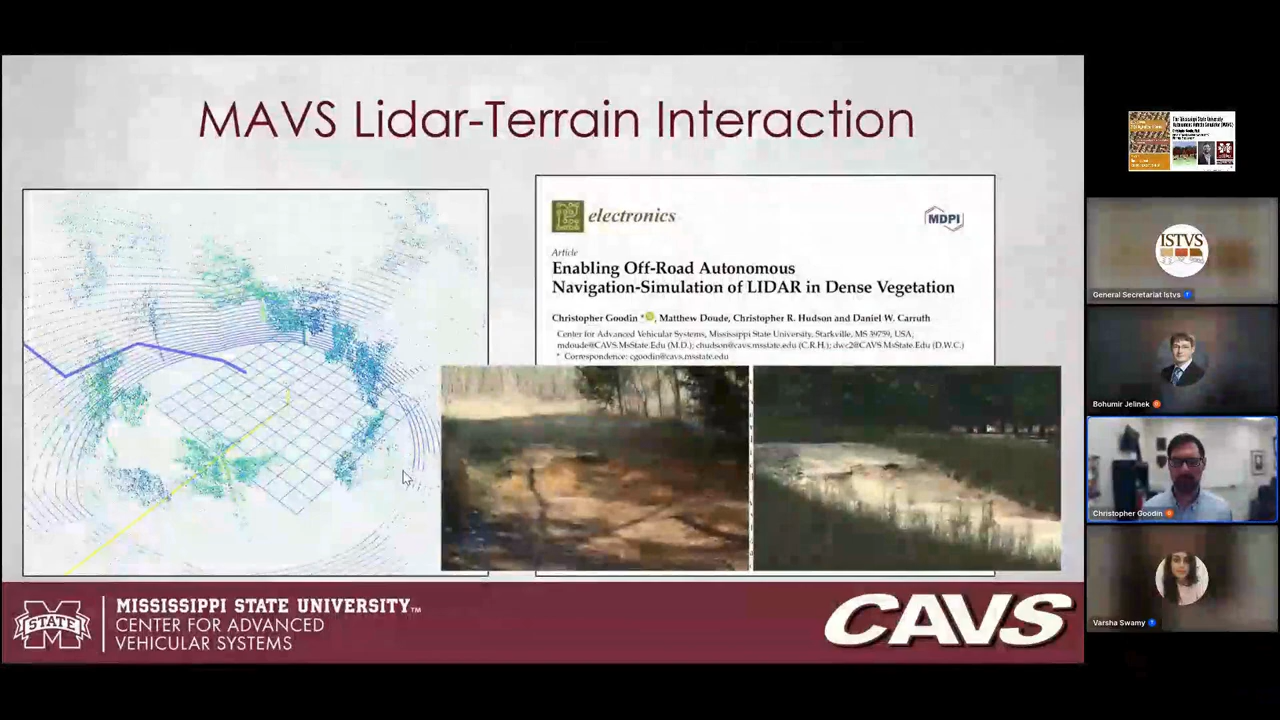 MAVS Lidar-Terrain Interaction
electronics
MDPI
Article
Enabling Off-Road Autonomous
Navigation-Simulation of LIDAR in Dense Vegetation
Christopher Goodin *, Matthew Doude, Christopher R. Hudson and Daniel W. Carruth
Center for Advanced Vehicular Systems, Mississippi State University, Starkville, MS 39759, USA,
mdoude@CAVS.MsState.Edu (M.D.); chudson@cavs.msstate.edu (C.R.H.); dwc2@CAVS.MsState.Edu (D.W.C.)
* Correspondence: cgoodin@cavs.msstate.edu
STATE
MISSISSIPPI STATE UNIVERSITY™
CENTER FOR ADVANCED
VEHICULAR SYSTEMS
CAVS
ISTVS
General Secretariat Istvs
Bohumir Jelinek
Christopher Goodin
Varsha Swamy